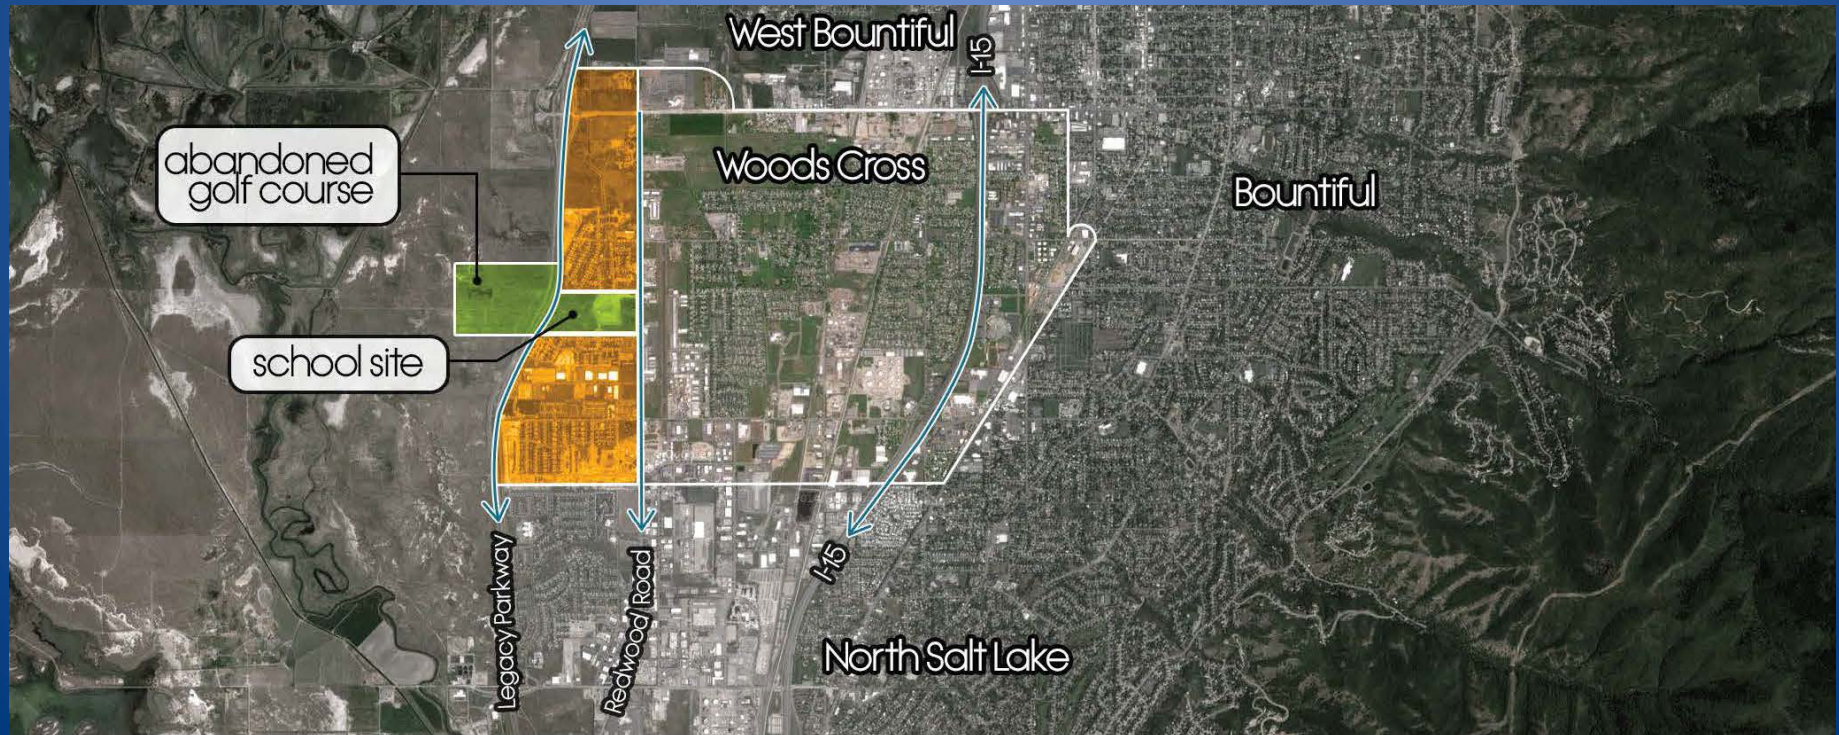 West Bountiful
I-15
abandoned
golf course
Woods Cross
Bountiful
school site
Legacy Parkway
Redwood Road
I-15
North Salt Lake